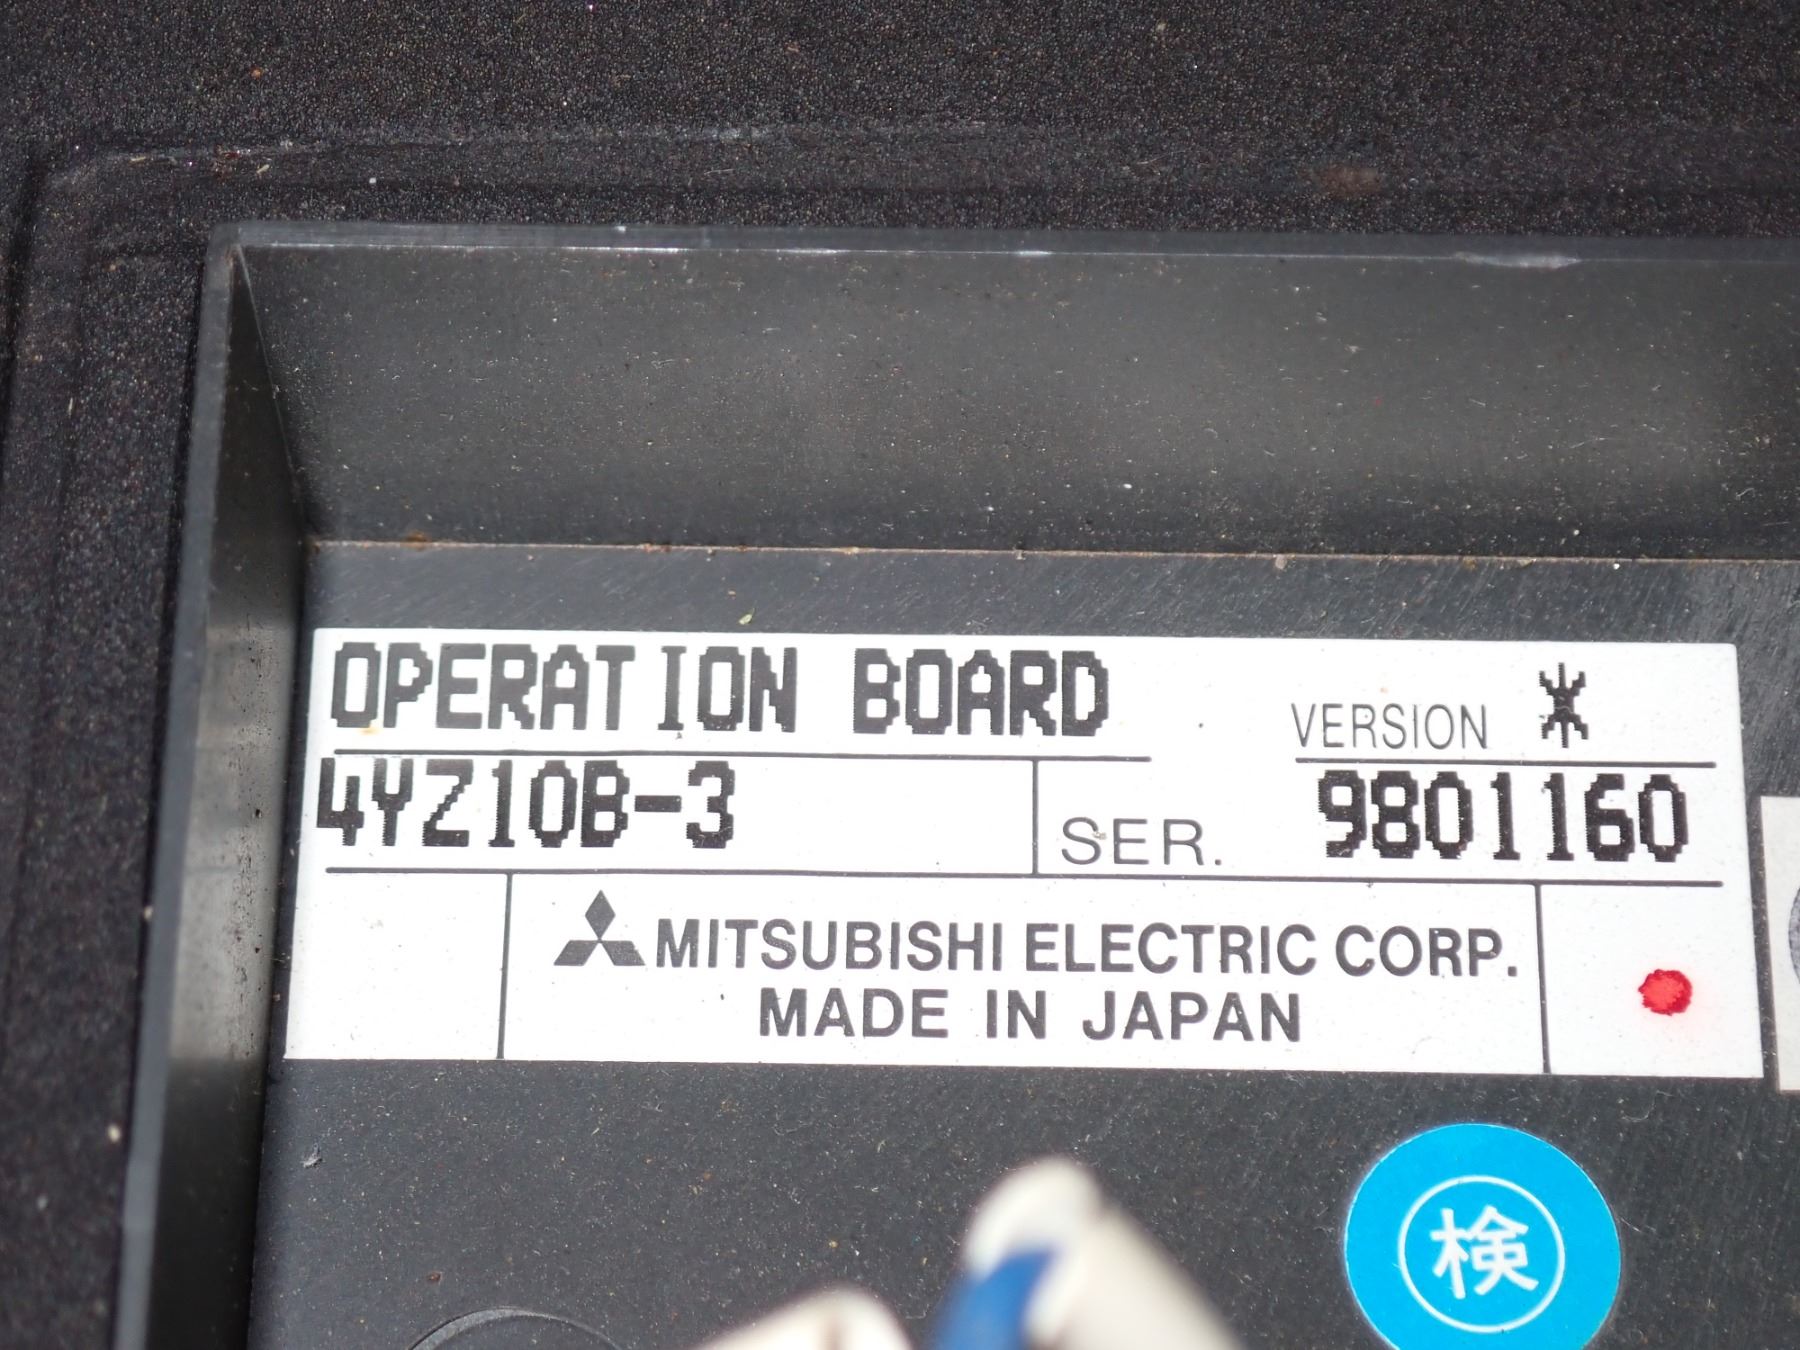 OPERATION BOARD
VERSION *
4YZ10B-3
SER. 9801160
MITSUBISHI ELECTRIC CORP.
MADE IN JAPAN
検